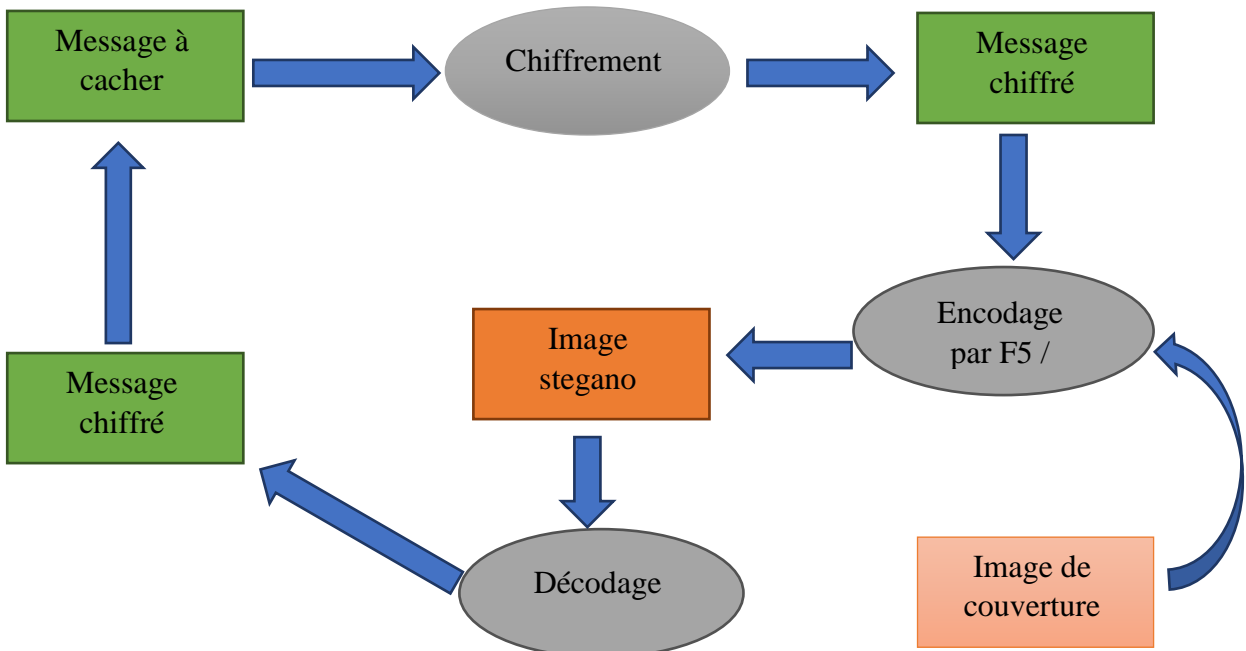 Message à
cacher
Chiffrement
Message
chiffré
Encodage
par F5 /
Image
stegano
Message
chiffré
Décodage
Image de
couverture